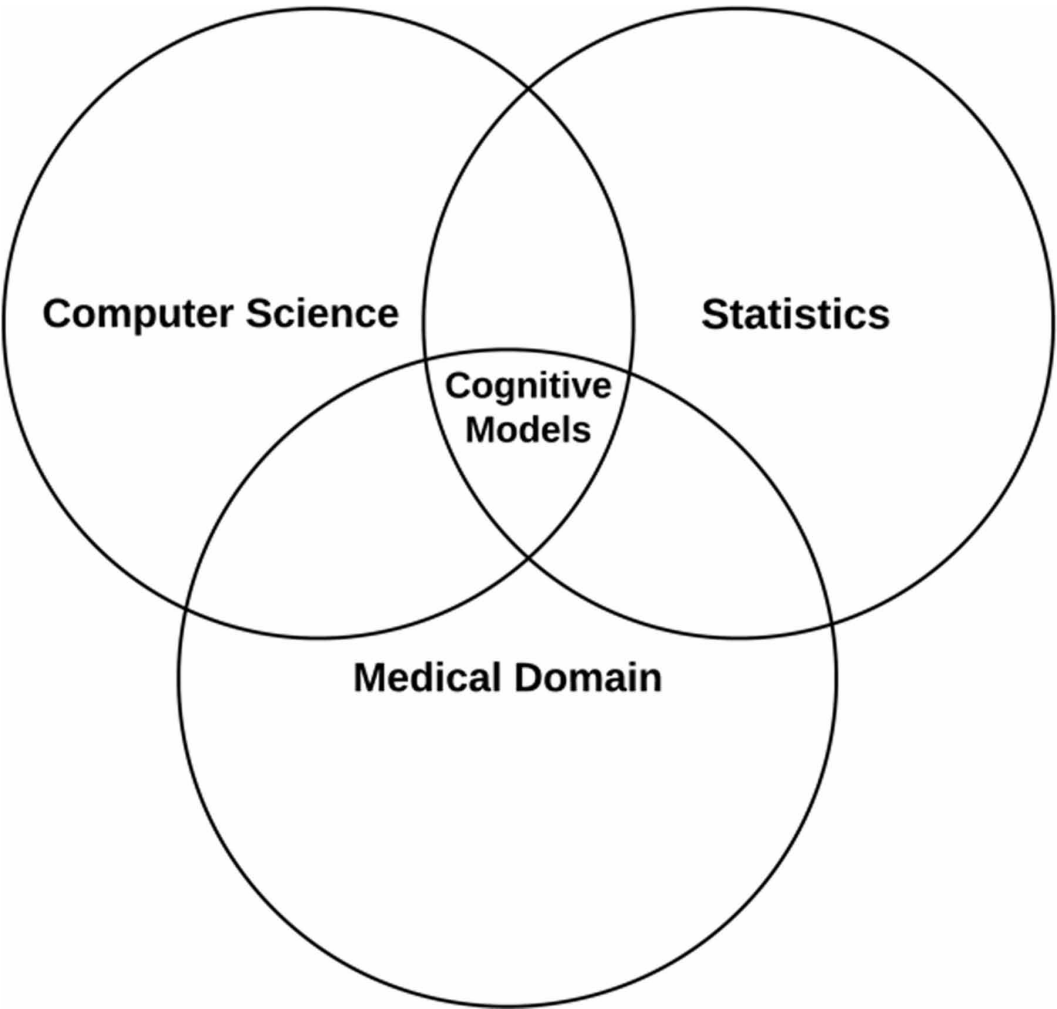 Computer Science
Statistics
Cognitive
Models
Medical Domain